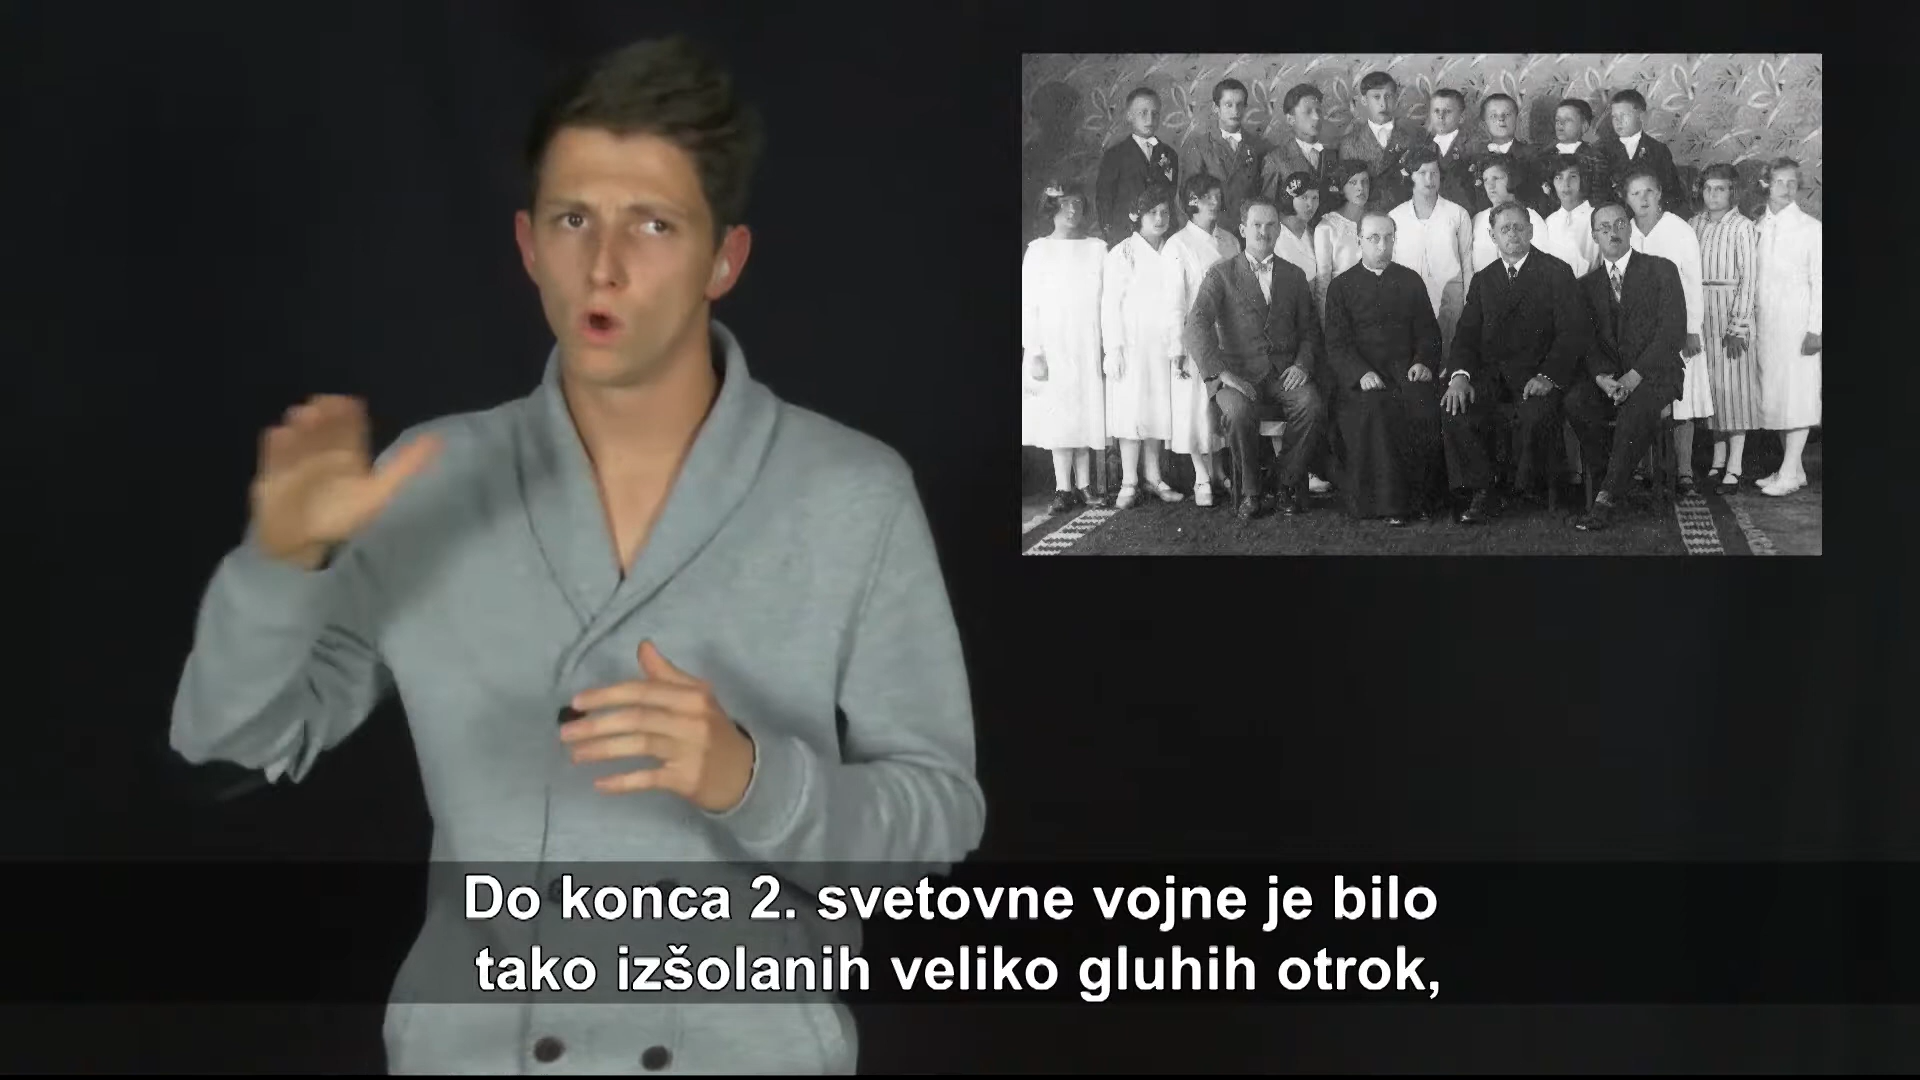 Do konca 2. svetovne vojne je bilo
tako izšolanih veliko gluhih otrok,